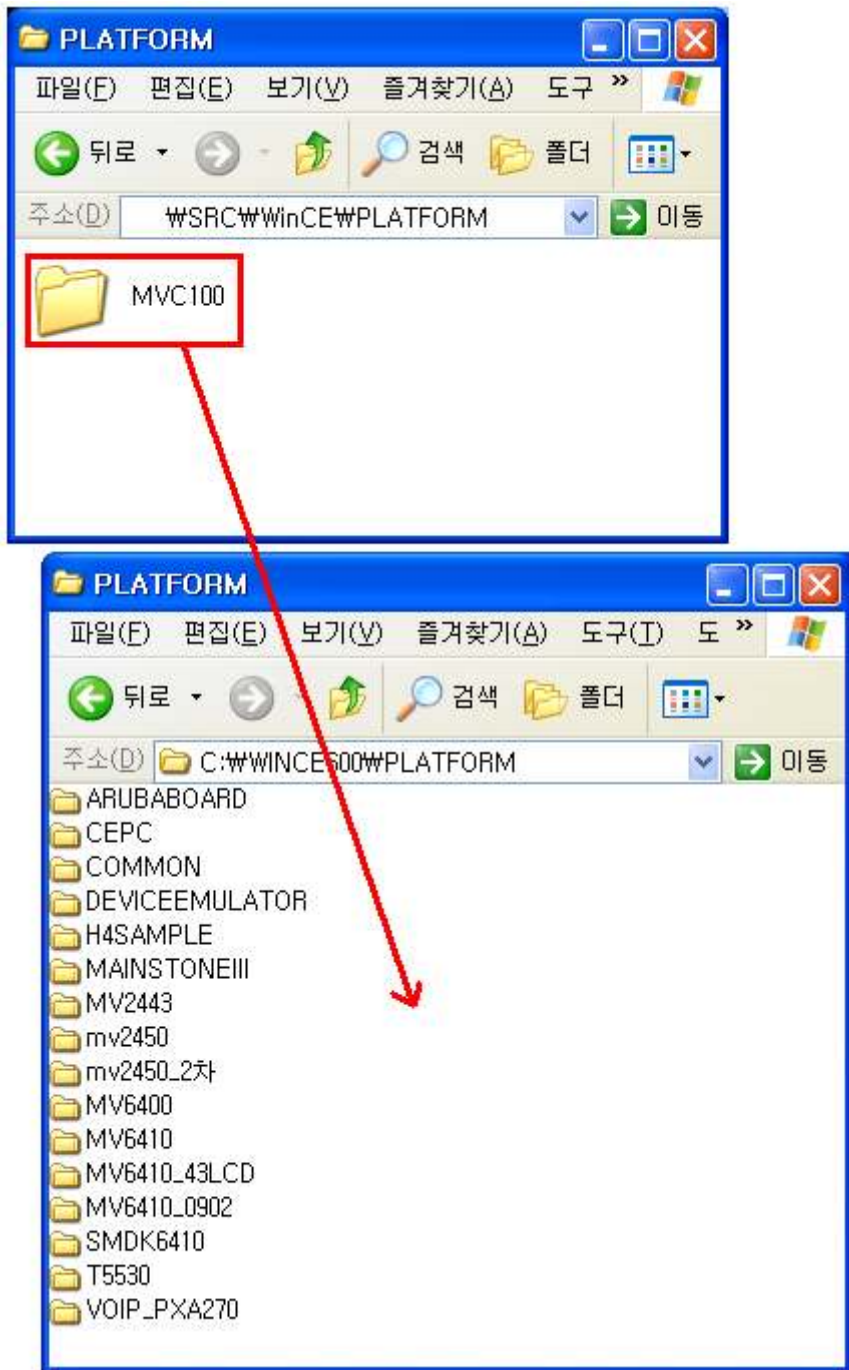 PLATFORM
파일(F) 편집(E) 보기(V) 즐겨찾기(A) 도구 »
뒤로 검색 폴더
주소(D) ₩SRC₩WinCE₩PLATFORM 이동
MVC100
PLATFORM
파일(F) 편집(E) 보기(V) 즐겨찾기(A) 도구(T) 도 »
뒤로 검색 폴더
주소(D) C:₩WINCE600₩PLATFORM 이동
ARUBABOARD
CEPC
COMMON
DEVICEEMULATOR
H4SAMPLE
MAINSTONEIII
MV2443
mv2450
mv2450_2차
MV6400
MV6410
MV6410_43LCD
MV6410_0902
SMDK6410
T5530
VOIP_PXA270